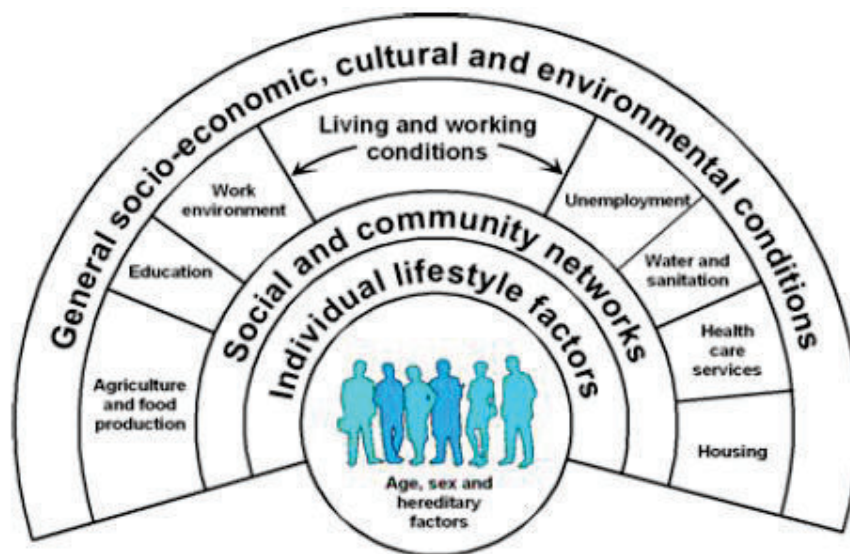 General socio-economic, cultural and environmental conditions
Living and working
conditions
Work
environment
Unemployment
Education
Water and
sanitation
Agriculture
and food
production
Health
care
services
Housing
Social and community networks
Individual lifestyle factors
Age, sex and
hereditary
factors